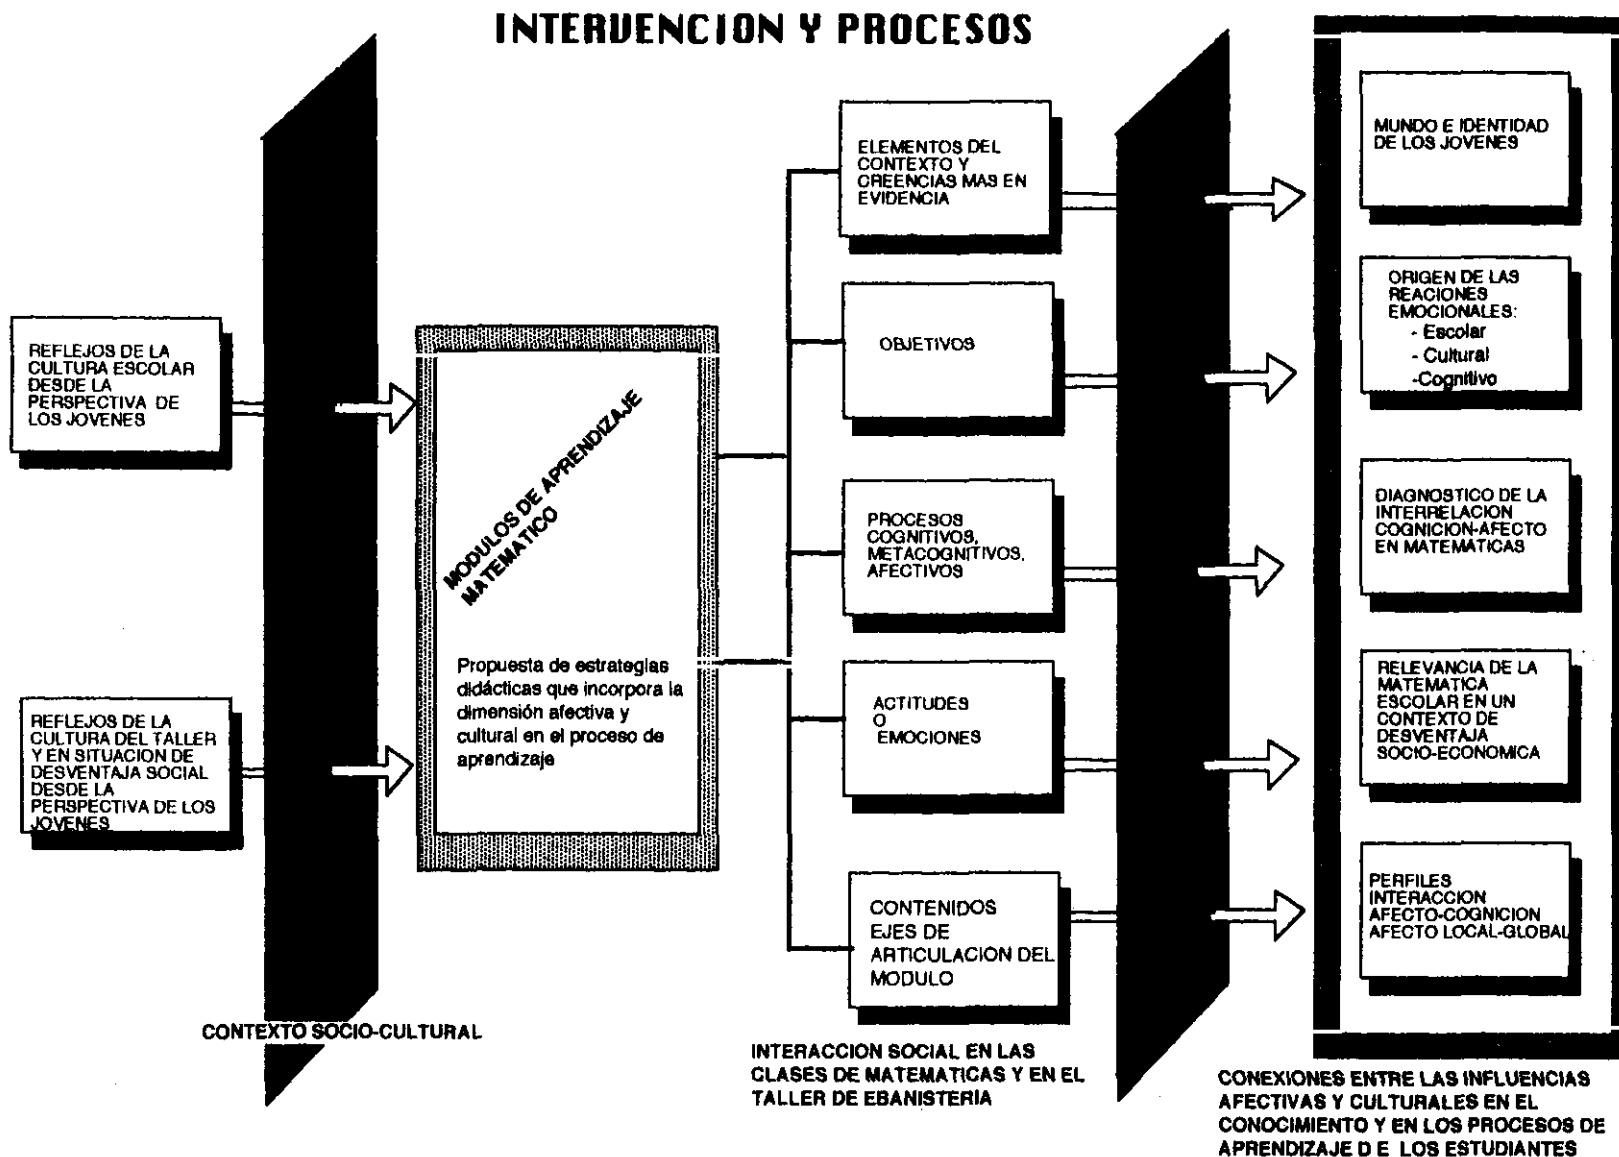 INTERVENCION Y PROCESOS
REFLEJOS DE LA
CULTURA ESCOLAR
DESDE LA
PERSPECTIVA DE
LOS JOVENES
REFLEJOS DE LA
CULTURA DEL TALLER
Y EN SITUACION DE
DESVENTAJA SOCIAL
DESDE LA
PERSPECTIVA DE LOS
JOVENES
CONTEXTO SOCIO-CULTURAL
MODULOS DE APRENDIZAJE
MATEMATICO
Propuesta de estrategias
didácticas que incorpora la
dimensión afectiva y
cultural en el proceso de
aprendizaje
ELEMENTOS DEL
CONTEXTO Y
CREENCIAS MAS EN
EVIDENCIA
OBJETIVOS
PROCESOS
COGNITIVOS,
METACOGNITIVOS,
AFECTIVOS
ACTITUDES
O
EMOCIONES
CONTENIDOS
EJES DE
ARTICULACION DEL
MODULO
INTERACCION SOCIAL EN LAS
CLASES DE MATEMATICAS Y EN EL
TALLER DE EBANISTERIA
MUNDO E IDENTIDAD
DE LOS JOVENES
ORIGEN DE LAS
REACIONES
EMOCIONALES:
- Escolar
- Cultural
-Cognitivo
DIAGNOSTICO DE LA
INTERRELACION
COGNICION-AFECTO
EN MATEMATICAS
RELEVANCIA DE LA
MATEMATICA
ESCOLAR EN UN
CONTEXTO DE
DESVENTAJA
SOCIO-ECONOMICA
PERFILES
INTERACCION
AFECTO-COGNICION
AFECTO LOCAL-GLOBAL
CONEXIONES ENTRE LAS INFLUENCIAS
AFECTIVAS Y CULTURALES EN EL
CONOCIMIENTO Y EN LOS PROCESOS DE
APRENDIZAJE D E LOS ESTUDIANTES